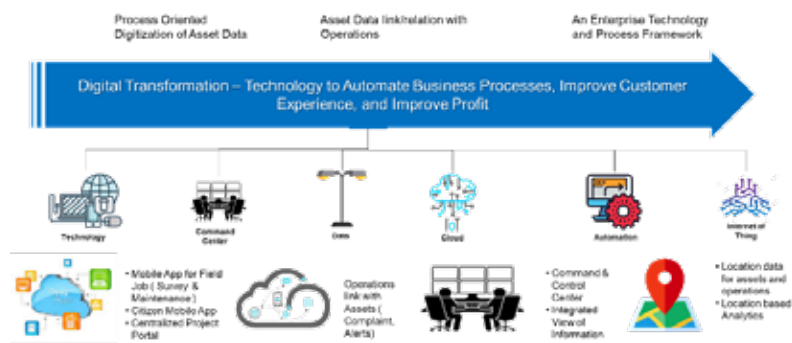 Process Oriented
Digitization of Asset Data
Asset Data link/relation with
Operations
An Enterprise Technology
and Process Framework
Digital Transformation – Technology to Automate Business Processes, Improve Customer
Experience, and Improve Profit
Technology
Command
Center
Data
Cloud
Automation
Internet of
Thing
• Mobile App for Field
Job ( Survey &
Maintenance )
• Citizen Mobile App
• Centralized Project
Portal
Operations
link with
Assets (
Complaint,
Alerts)
• Command &
Control
Center
• Integrated
View of
Information
• Location data
for assets and
operations
• Location based
Analytics